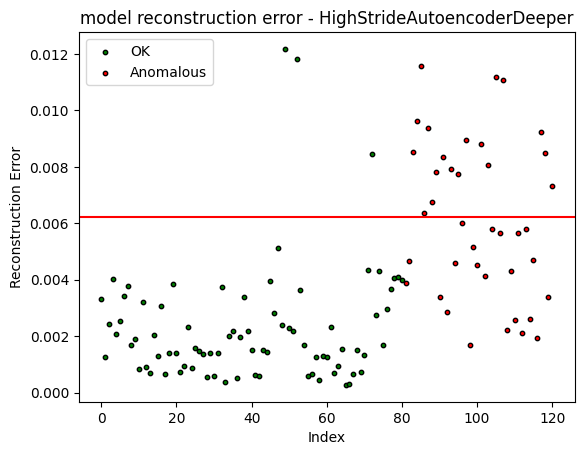 model reconstruction error - HighStrideAutoencoderDeeper
OK
Anomalous
0.012
0.010
0.008
0.006
0.004
0.002
0.000
Reconstruction Error
0 20 40 60 80 100 120
Index